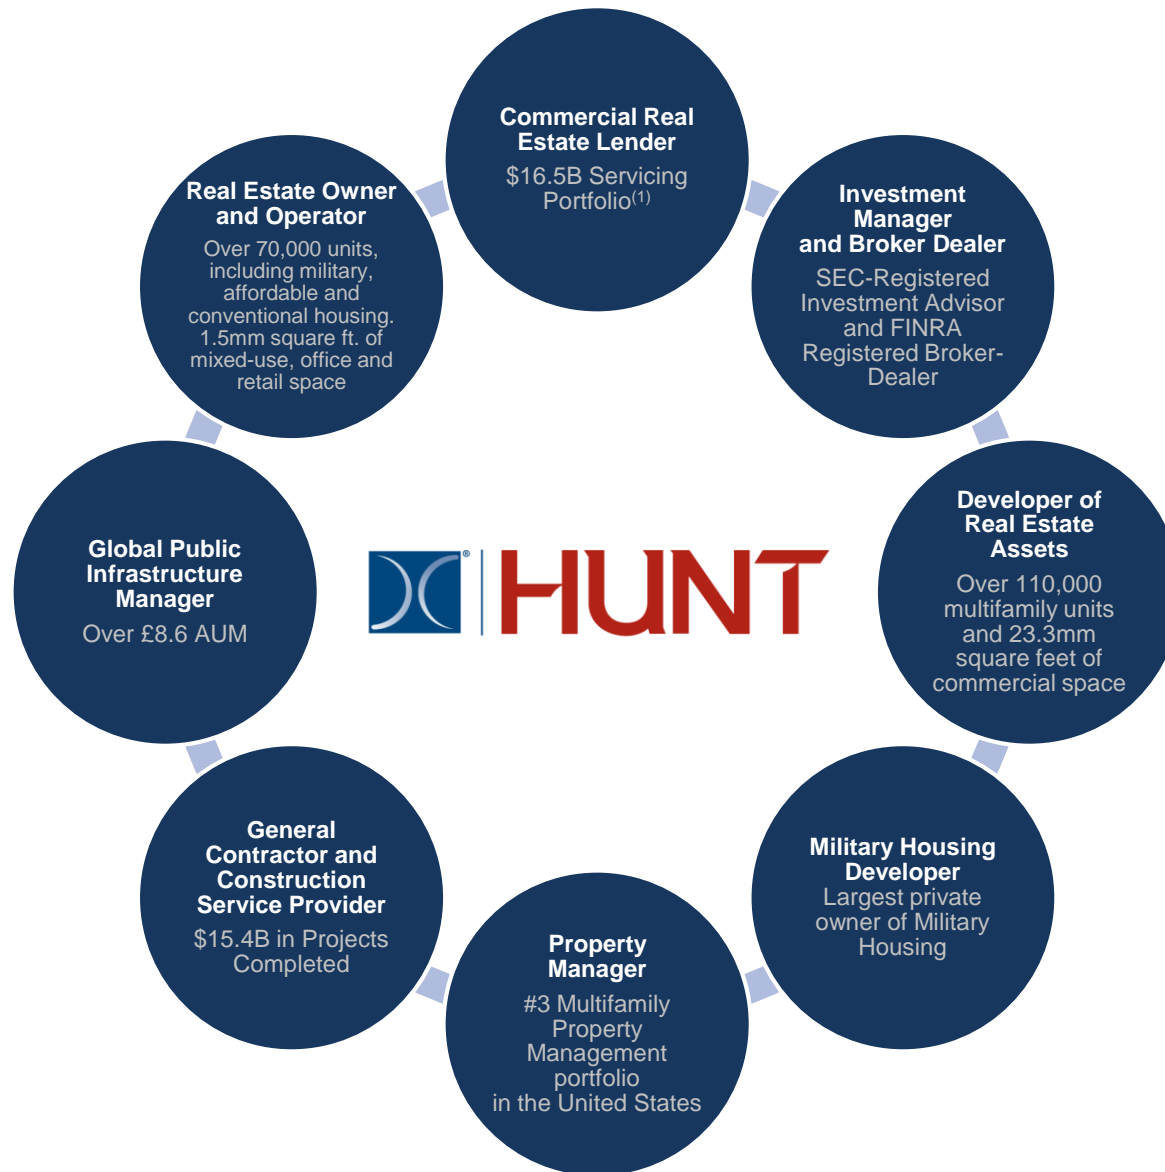 Commercial Real
Estate Lender
$16.5B Servicing
Portfolio(1)
Investment
Manager
and Broker Dealer
SEC-Registered
Investment Advisor
and FINRA
Registered Broker-
Dealer
Developer of
Real Estate
Assets
Over 110,000
multifamily units
and 23.3mm
square feet of
commercial space
Military Housing
Developer
Largest private
owner of Military
Housing
Property
Manager
#3 Multifamily
Property
Management
portfolio
in the United States
General
Contractor and
Construction
Service Provider
$15.4B in Projects
Completed
Global Public
Infrastructure
Manager
Over £8.6 AUM
Real Estate Owner
and Operator
Over 70,000 units,
including military,
affordable and
conventional housing.
1.5mm square ft. of
mixed-use, office and
retail space
® HUNT